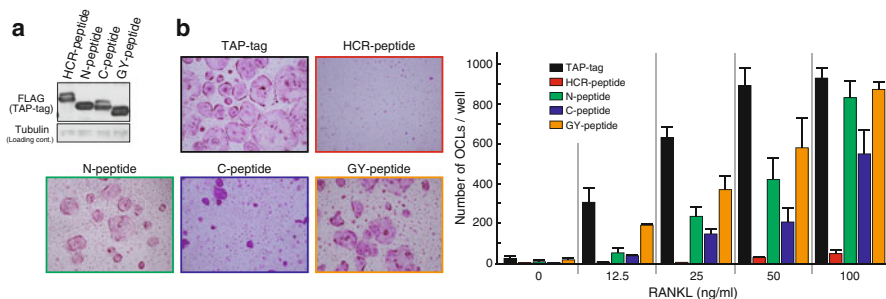 a
HCR-peptide
N-peptide
C-peptide
GY-peptide
FLAG
(TAP-tag)
Tubulin
(Loading cont.)
b
TAP-tag
HCR-peptide
N-peptide
C-peptide
GY-peptide
Number of OCLs / well
1000
800
600
400
200
0
TAP-tag
HCR-peptide
N-peptide
C-peptide
GY-peptide
0
12.5
25
50
100
RANKL (ng/ml)